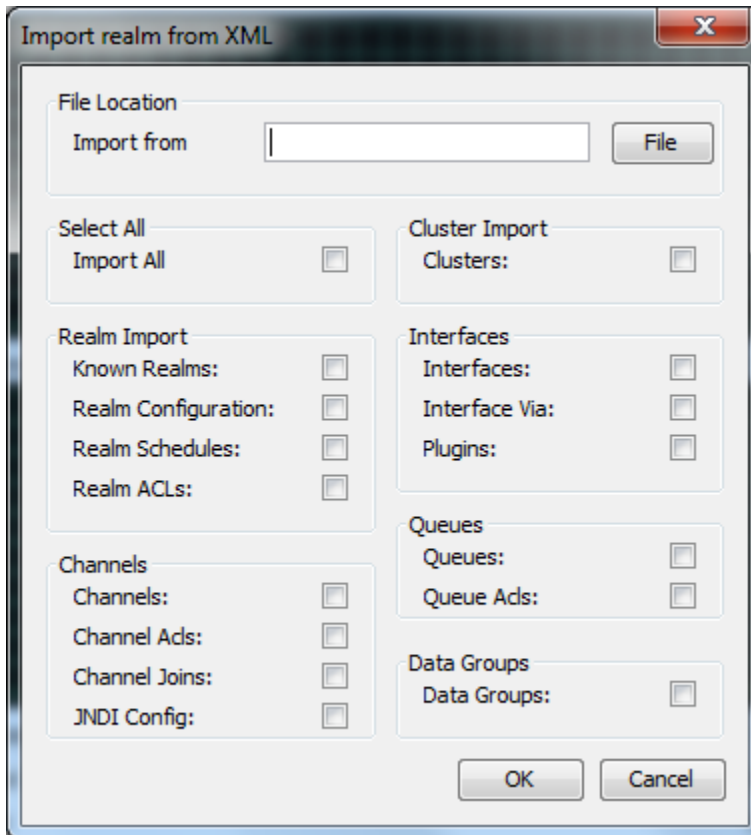 Import realm from XML
File Location
Import from
File
Select All
Import All
Cluster Import
Clusters:
Realm Import
Known Realms:
Realm Configuration:
Realm Schedules:
Realm ACLs:
Interfaces
Interfaces:
Interface Via:
Plugins:
Channels
Channels:
Channel Acls:
Channel Joins:
JNDI Config:
Queues
Queues:
Queue Acls:
Data Groups
Data Groups:
OK
Cancel